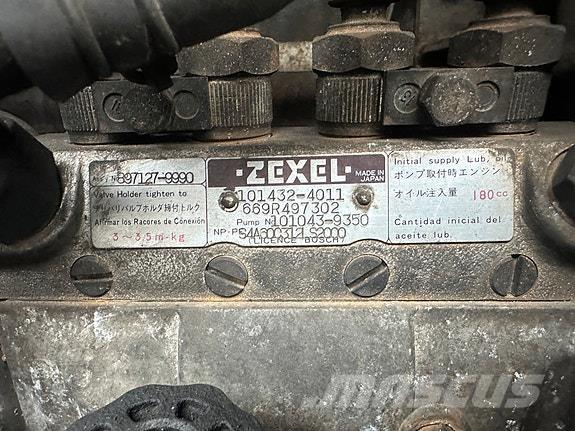 897127-9990
Valve Holder tighten to
デリバリバルブホルダ締付トルク
Afirmar los Racores de Conexión
3～3.5m-kg
·ZEXEL·
MADE IN
JAPAN
101432-4011
669R497302
Pump N 101043-9350
NP-P S4A60C312LS2000
(LICENCE BOSCH)
Initial supply Lub, oil
ポンプ取付時エンジン
オイル注入量 180cc
Cantidad inicial del
aceite lub.
MASCUS